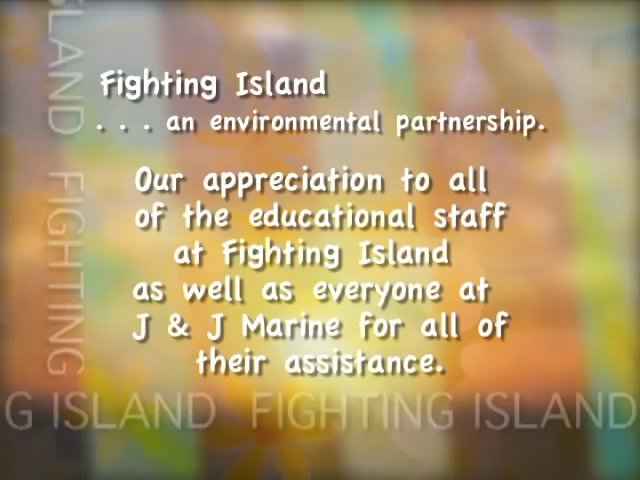 Fighting Island
. . . an environmental partnership.
Our appreciation to all
of the educational staff
at Fighting Island
as well as everyone at
J & J Marine for all of
their assistance.
LAND FIGHTING
G ISLAND FIGHTING ISLAND